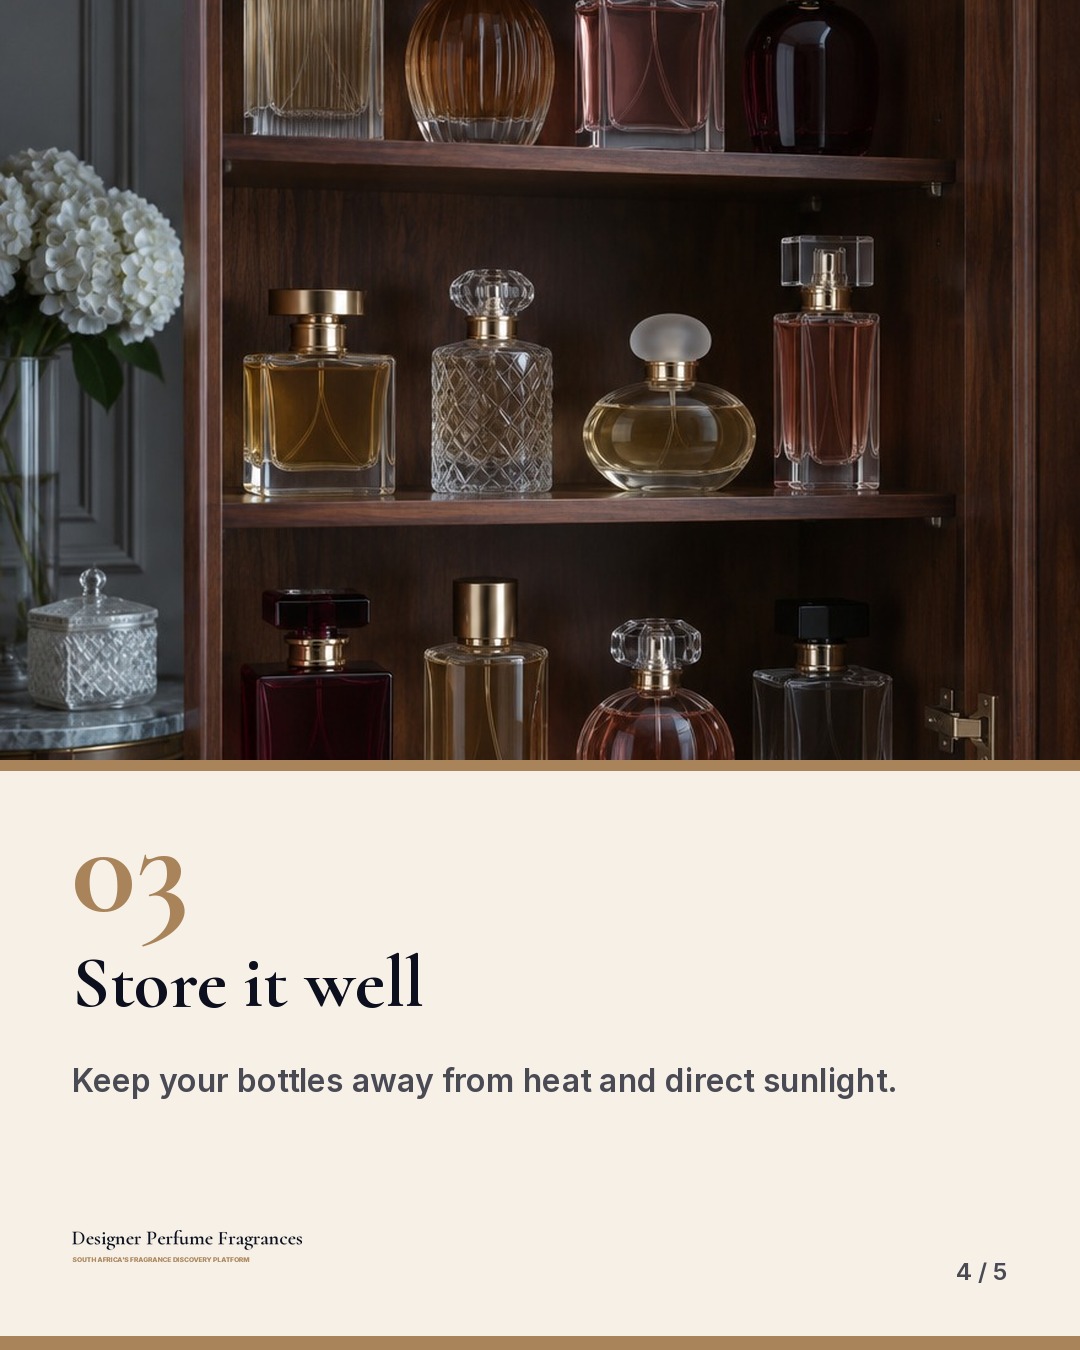 03
Store it well
Keep your bottles away from heat and direct sunlight.
Designer Perfume Fragrances
SOUTH AFRICA'S FRAGRANCE DISCOVERY PLATFORM
4 / 5